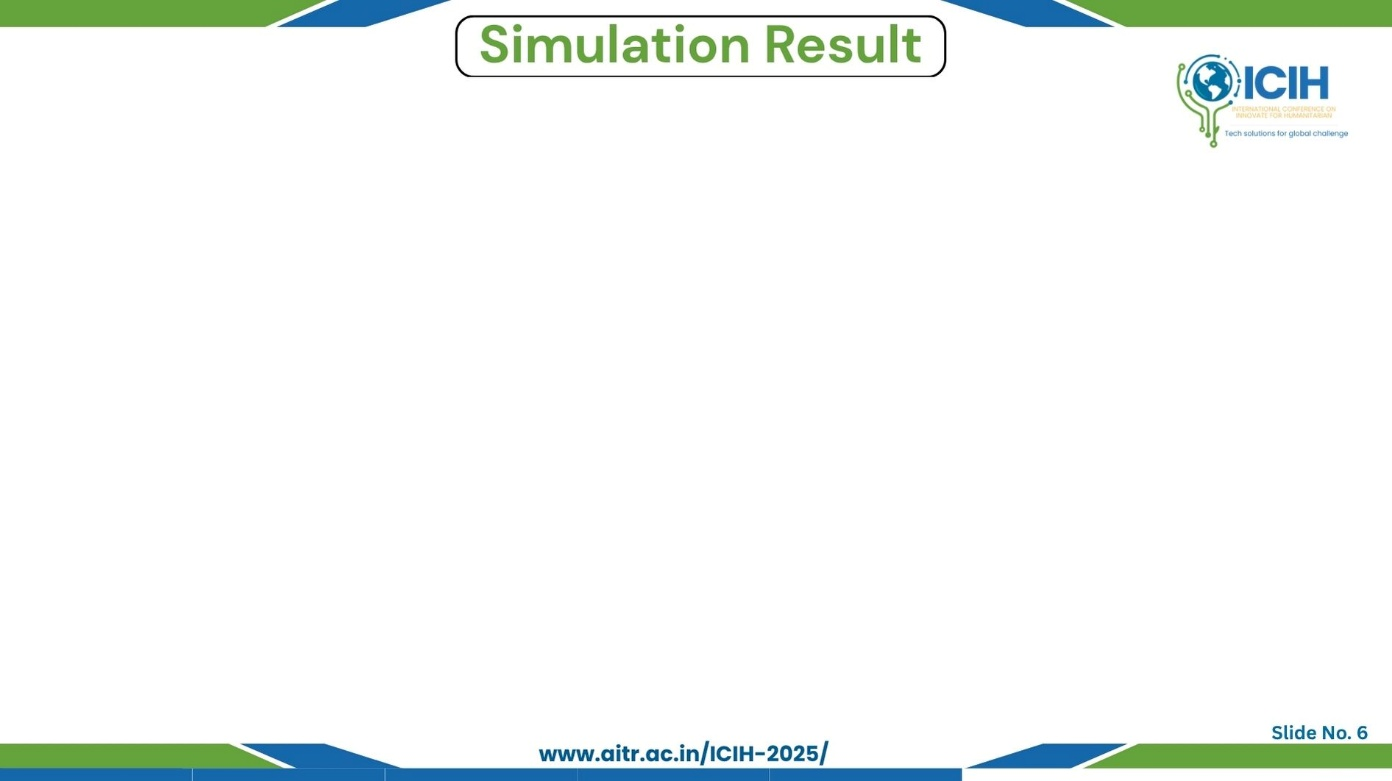 Simulation Result
ICIH
INTERNATIONAL CONFERENCE ON
INNOVATE FOR HUMANITARIAN
Tech solutions for global challenge
Slide No. 6
www.aitr.ac.in/ICIH-2025/